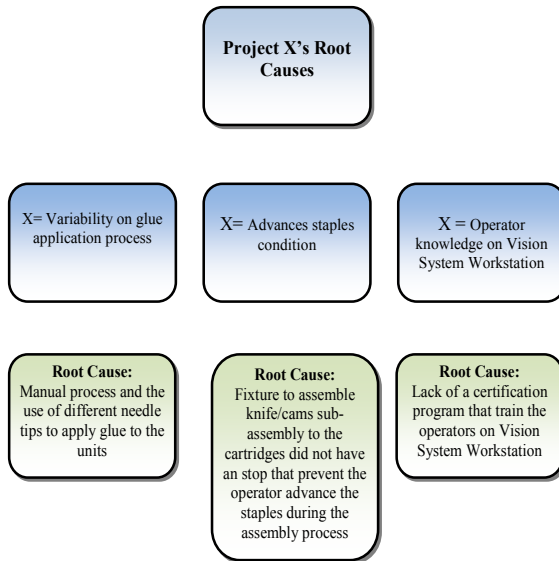 Project X's Root
Causes
X= Variability on glue
application process
X= Advances staples
condition
X = Operator
knowledge on Vision
System Workstation
Root Cause:
Manual process and the
use of different needle
tips to apply glue to the
units
Root Cause:
Fixture to assemble
knife/cams sub-
assembly to the
cartridges did not have
an stop that prevent the
operator advance the
staples during the
assembly process
Root Cause:
Lack of a certification
program that train the
operators on Vision
System Workstation